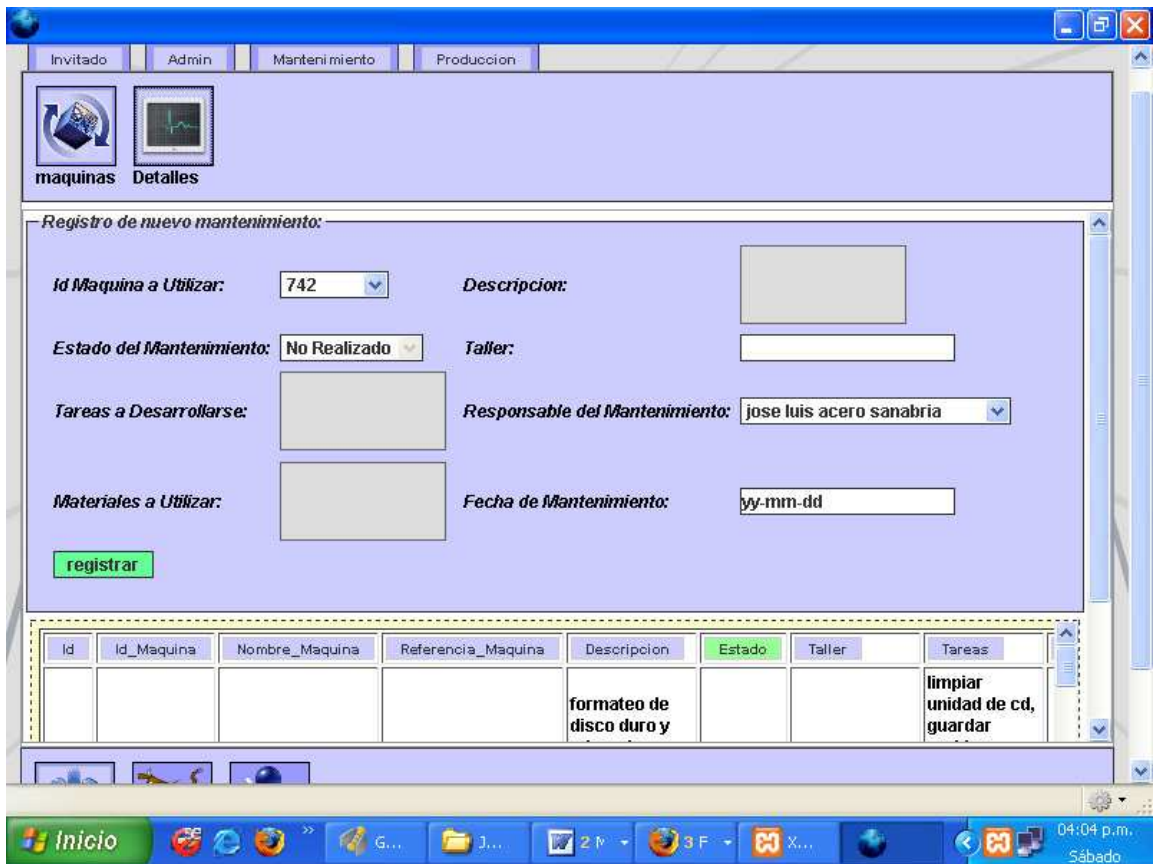 Invitado Admin Mantenimiento Produccion
maquinas Detalles
Registro de nuevo mantenimiento:
Id Maquina a Utilizar: 742 Descripcion:
Estado del Mantenimiento: No Realizado Taller:
Tareas a Desarrollarse: Responsable del Mantenimiento: jose luis acero sanabria
Materiales a Utilizar: Fecha de Mantenimiento: yy-mm-dd
registrar
Id Id_Maquina Nombre_Maquina Referencia_Maquina Descripcion Estado Taller Tareas
limpiar
formateo de unidad de cd,
disco duro y guardar
Inicio » G... J... 2 3 F X... 04:04 p.m.
Sábado